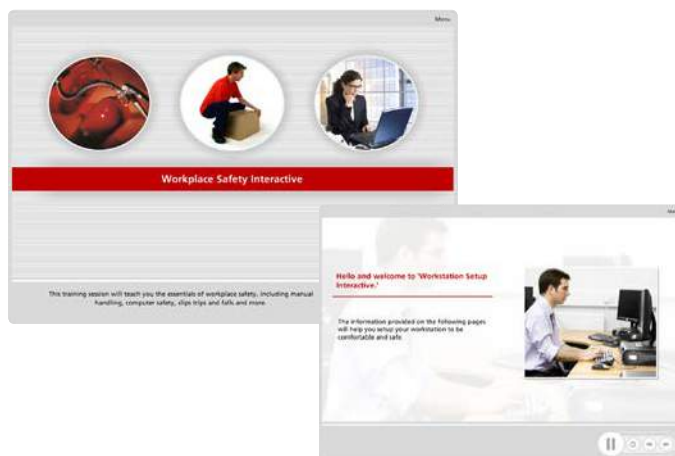 Menu
Workplace Safety Interactive
This training session will teach you the essentials of workplace safety, including manual
handling, computer safety, slips trips and falls and more.
Hello and welcome to 'Workstation Setup
Interactive.'
The information provided on the following pages
will help you setup your workstation to be
comfortable and safe.